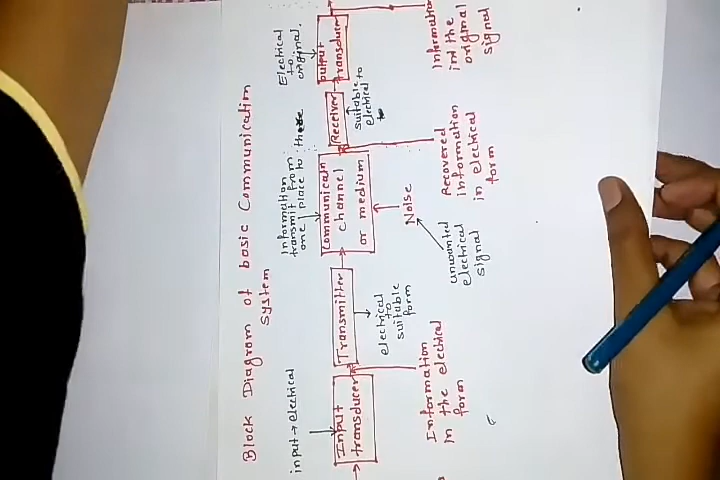 Block Diagram of basic Communication
system
input → electrical
Input
transducer
Information
in the electrical
form
Transmitter
electrical
to
suitable
form
Information
transmit from
one place to
Communication
channel
or medium
Noise
unwanted
electrical
signal
Receiver
suitable to
electrical
Recovered
information
in electrical
form
Electrical
to
original.
output
transducer
Information
in the
original
signal